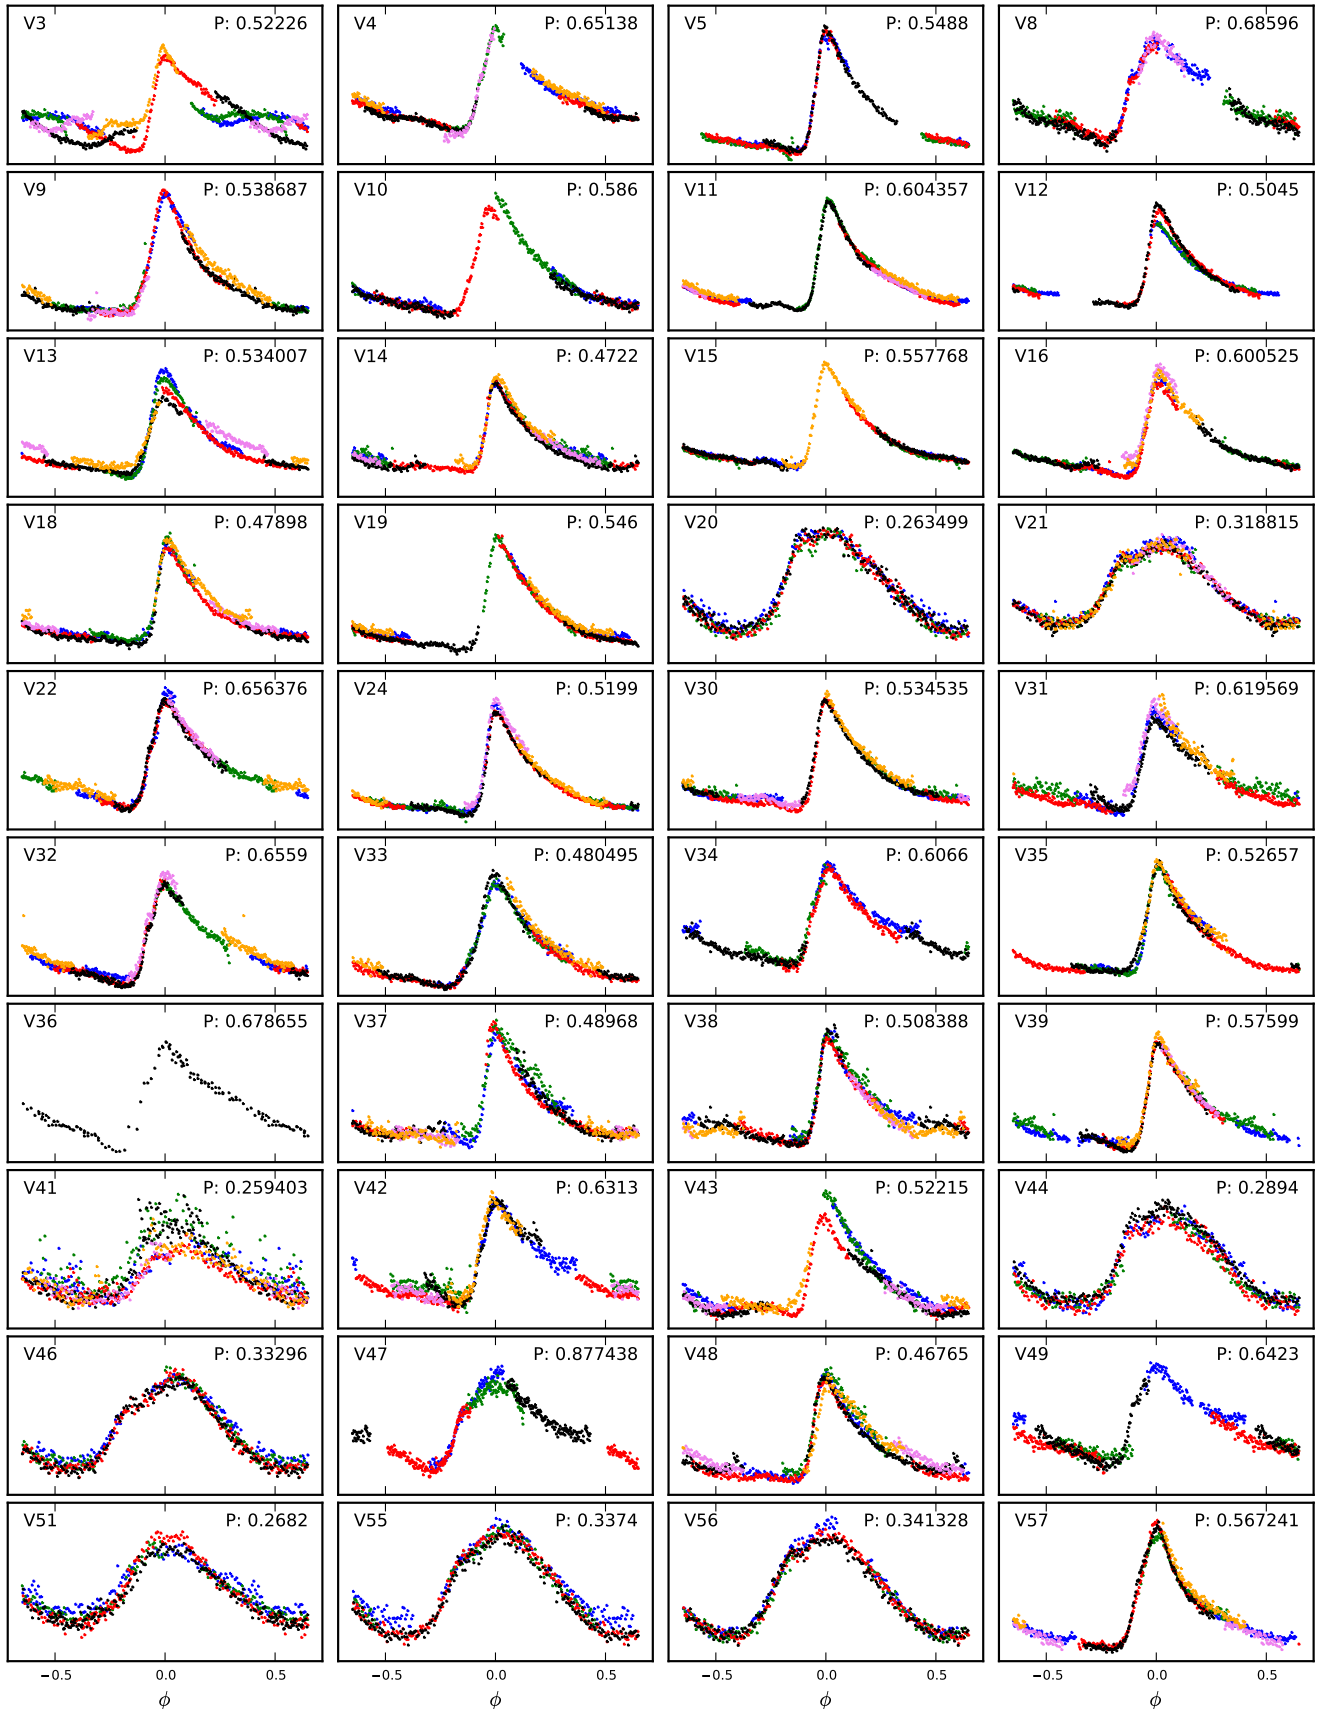 V3 P: 0.52226 V4 P: 0.65138 V5 P: 0.5488 V8 P: 0.68596
V9 P: 0.538687 V10 P: 0.586 V11 P: 0.604357 V12 P: 0.5045
V13 P: 0.534007 V14 P: 0.4722 V15 P: 0.557768 V16 P: 0.600525
V18 P: 0.47898 V19 P: 0.546 V20 P: 0.263499 V21 P: 0.318815
V22 P: 0.656376 V24 P: 0.5199 V30 P: 0.534535 V31 P: 0.619569
V32 P: 0.6559 V33 P: 0.480495 V34 P: 0.6066 V35 P: 0.52657
V36 P: 0.678655 V37 P: 0.48968 V38 P: 0.508388 V39 P: 0.57599
V41 P: 0.259403 V42 P: 0.6313 V43 P: 0.52215 V44 P: 0.2894
V46 P: 0.33296 V47 P: 0.877438 V48 P: 0.46765 V49 P: 0.6423
V51 P: 0.2682 V55 P: 0.3374 V56 P: 0.341328 V57 P: 0.567241
−0.5 0.0 0.5 −0.5 0.0 0.5 −0.5 0.0 0.5 −0.5 0.0 0.5
ϕ ϕ ϕ ϕ